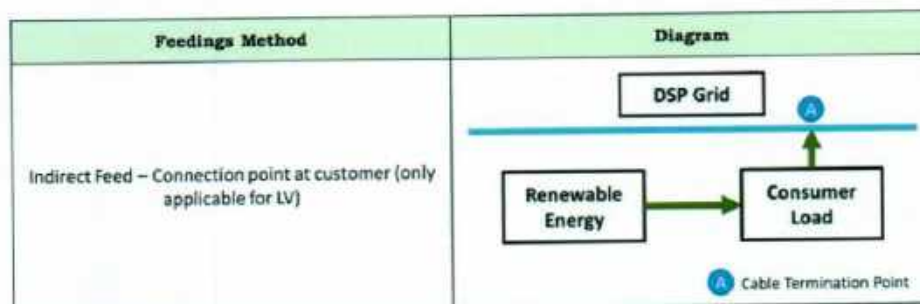 Feedings Method
Diagram
Indirect Feed – Connection point at customer (only
applicable for LV)
DSP Grid
A
Renewable
Energy
Consumer
Load
A Cable Termination Point